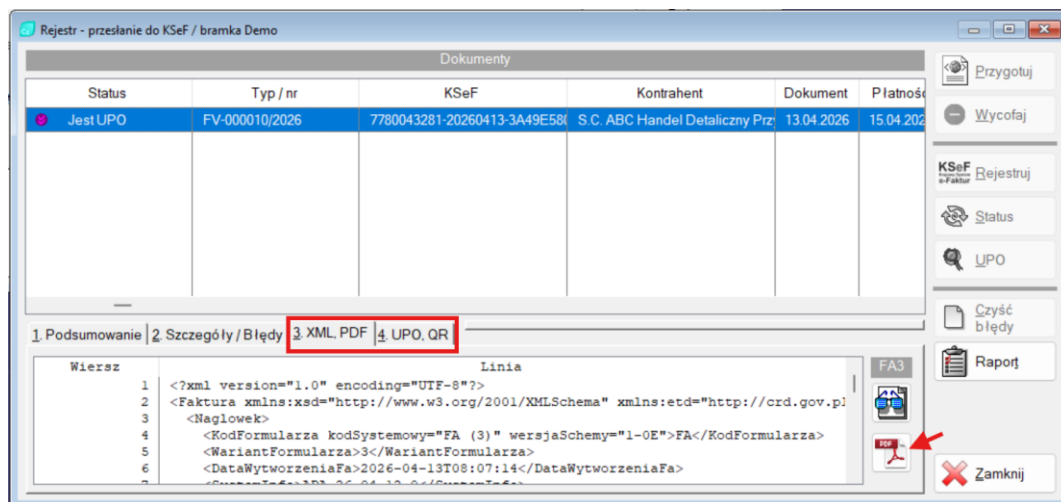 Rejestr - przesłanie do KSeF / bramka Demo
Dokumenty
Status Typ / nr KSeF Kontrahent Dokument Płatność
Jest UPO FV-000010/2026 7780043281-20260413-3A49E580 S.C. ABC Handel Detaliczny Prz 13.04.2026 15.04.202
Przygotuj
Wycofaj
KSeF
e-Faktur
Rejestruj
Status
UPO
Czyść
błędy
Raport
Zamknij
1. Podsumowanie 2. Szczegóły / Błędy 3. XML, PDF 4. UPO, QR
Wiersz Linia
1 <?xml version="1.0" encoding="UTF-8"?>
2 <Faktura xmlns:xsd="http://www.w3.org/2001/XMLSchema" xmlns:etd="http://crd.gov.pl
3 <Naglowek>
4 <KodFormularza kodSystemowy="FA (3)" wersjaSchemy="1-0E">FA</KodFormularza>
5 <WariantFormularza>3</WariantFormularza>
6 <DataWytworzeniaFa>2026-04-13T08:07:14</DataWytworzeniaFa>
FA3
PDF